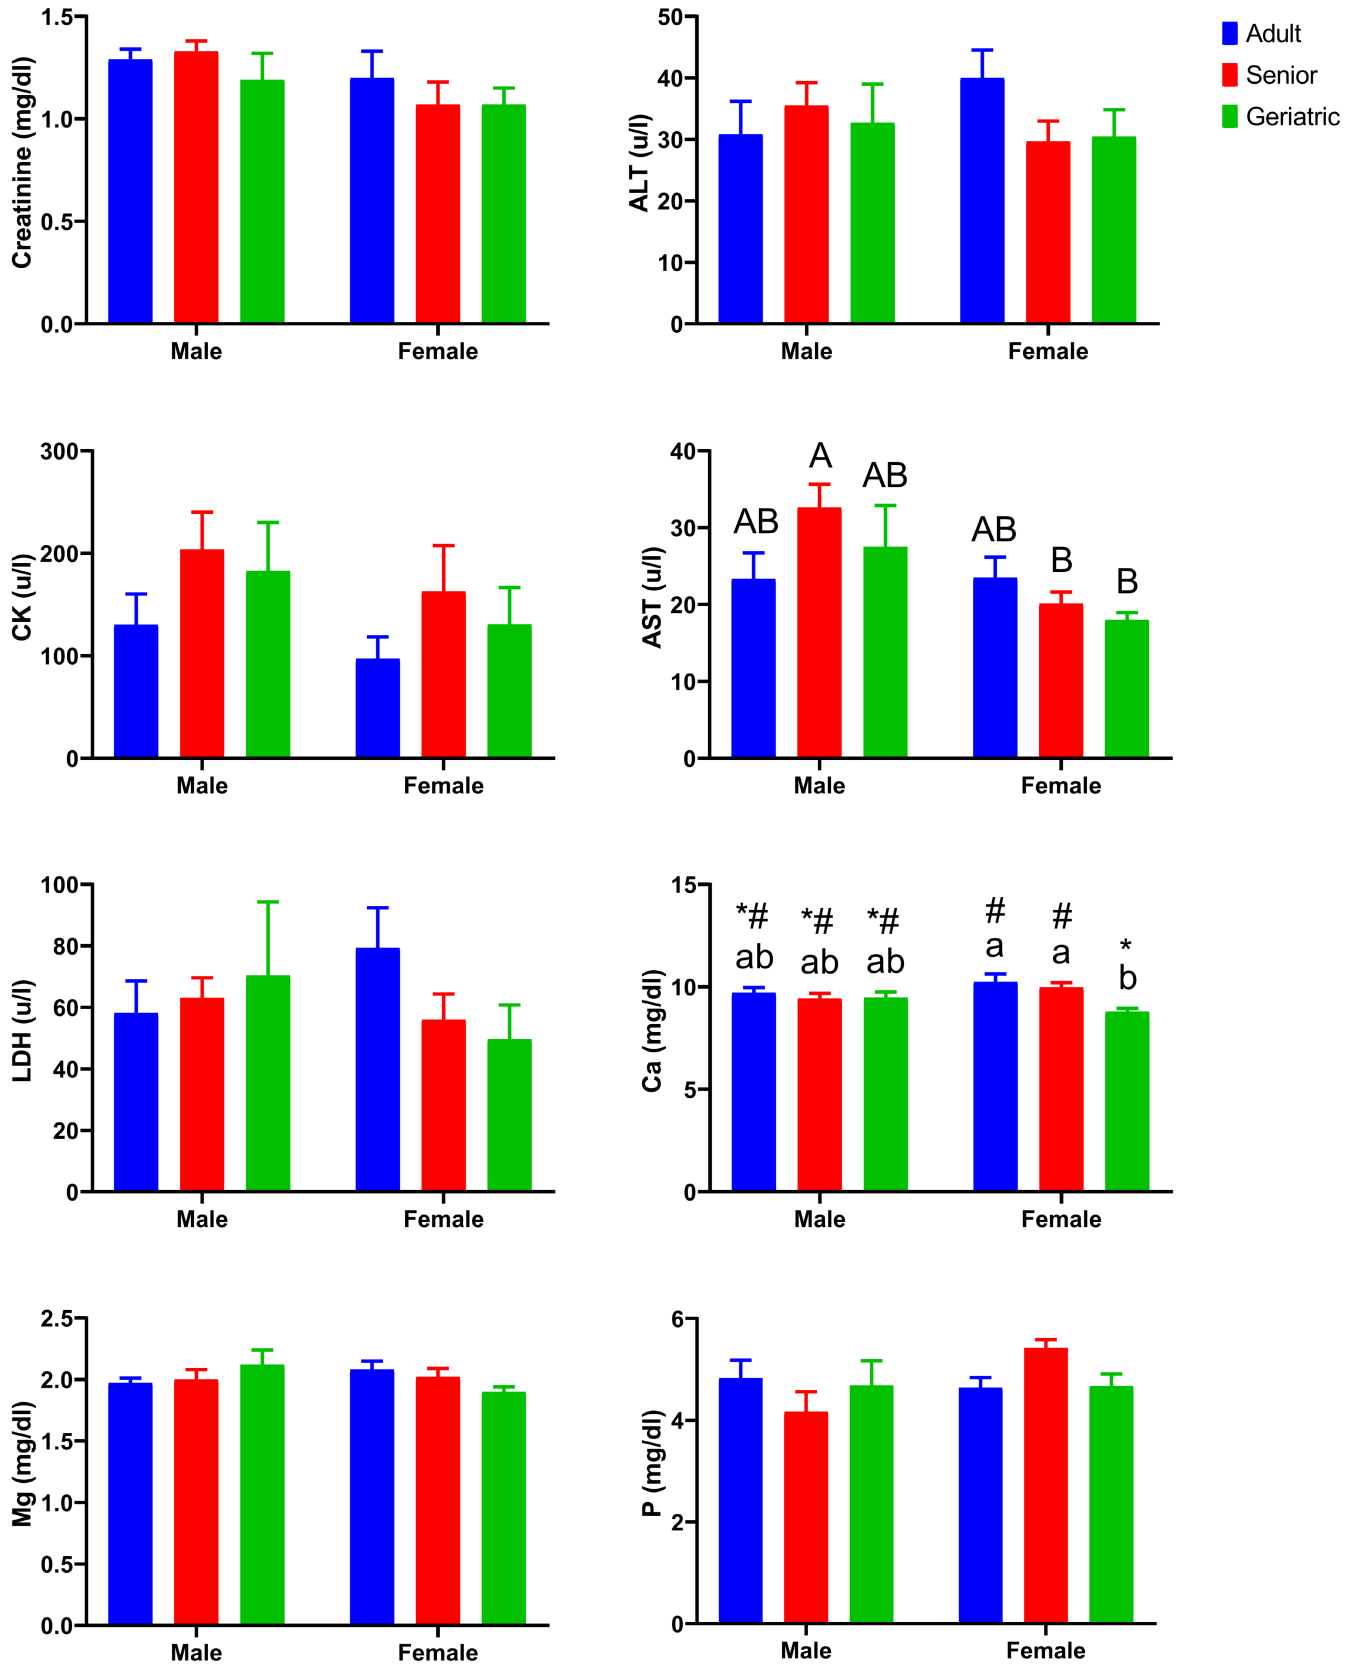 Creatinine (mg/dl)
1.5
1.0
0.5
0.0
Male Female
ALT (u/l)
50
40
30
20
10
0
Male Female
Adult
Senior
Geriatric
CK (u/l)
300
200
100
0
Male Female
AST (u/l)
40
30
20
10
0
AB A AB AB B B
Male Female
LDH (u/l)
100
80
60
40
20
0
Male Female
Ca (mg/dl)
15
10
5
0
*# *# *# # # *
ab ab ab a a b
Male Female
Mg (mg/dl)
2.5
2.0
1.5
1.0
0.5
0.0
Male Female
P (mg/dl)
6
4
2
0
Male Female